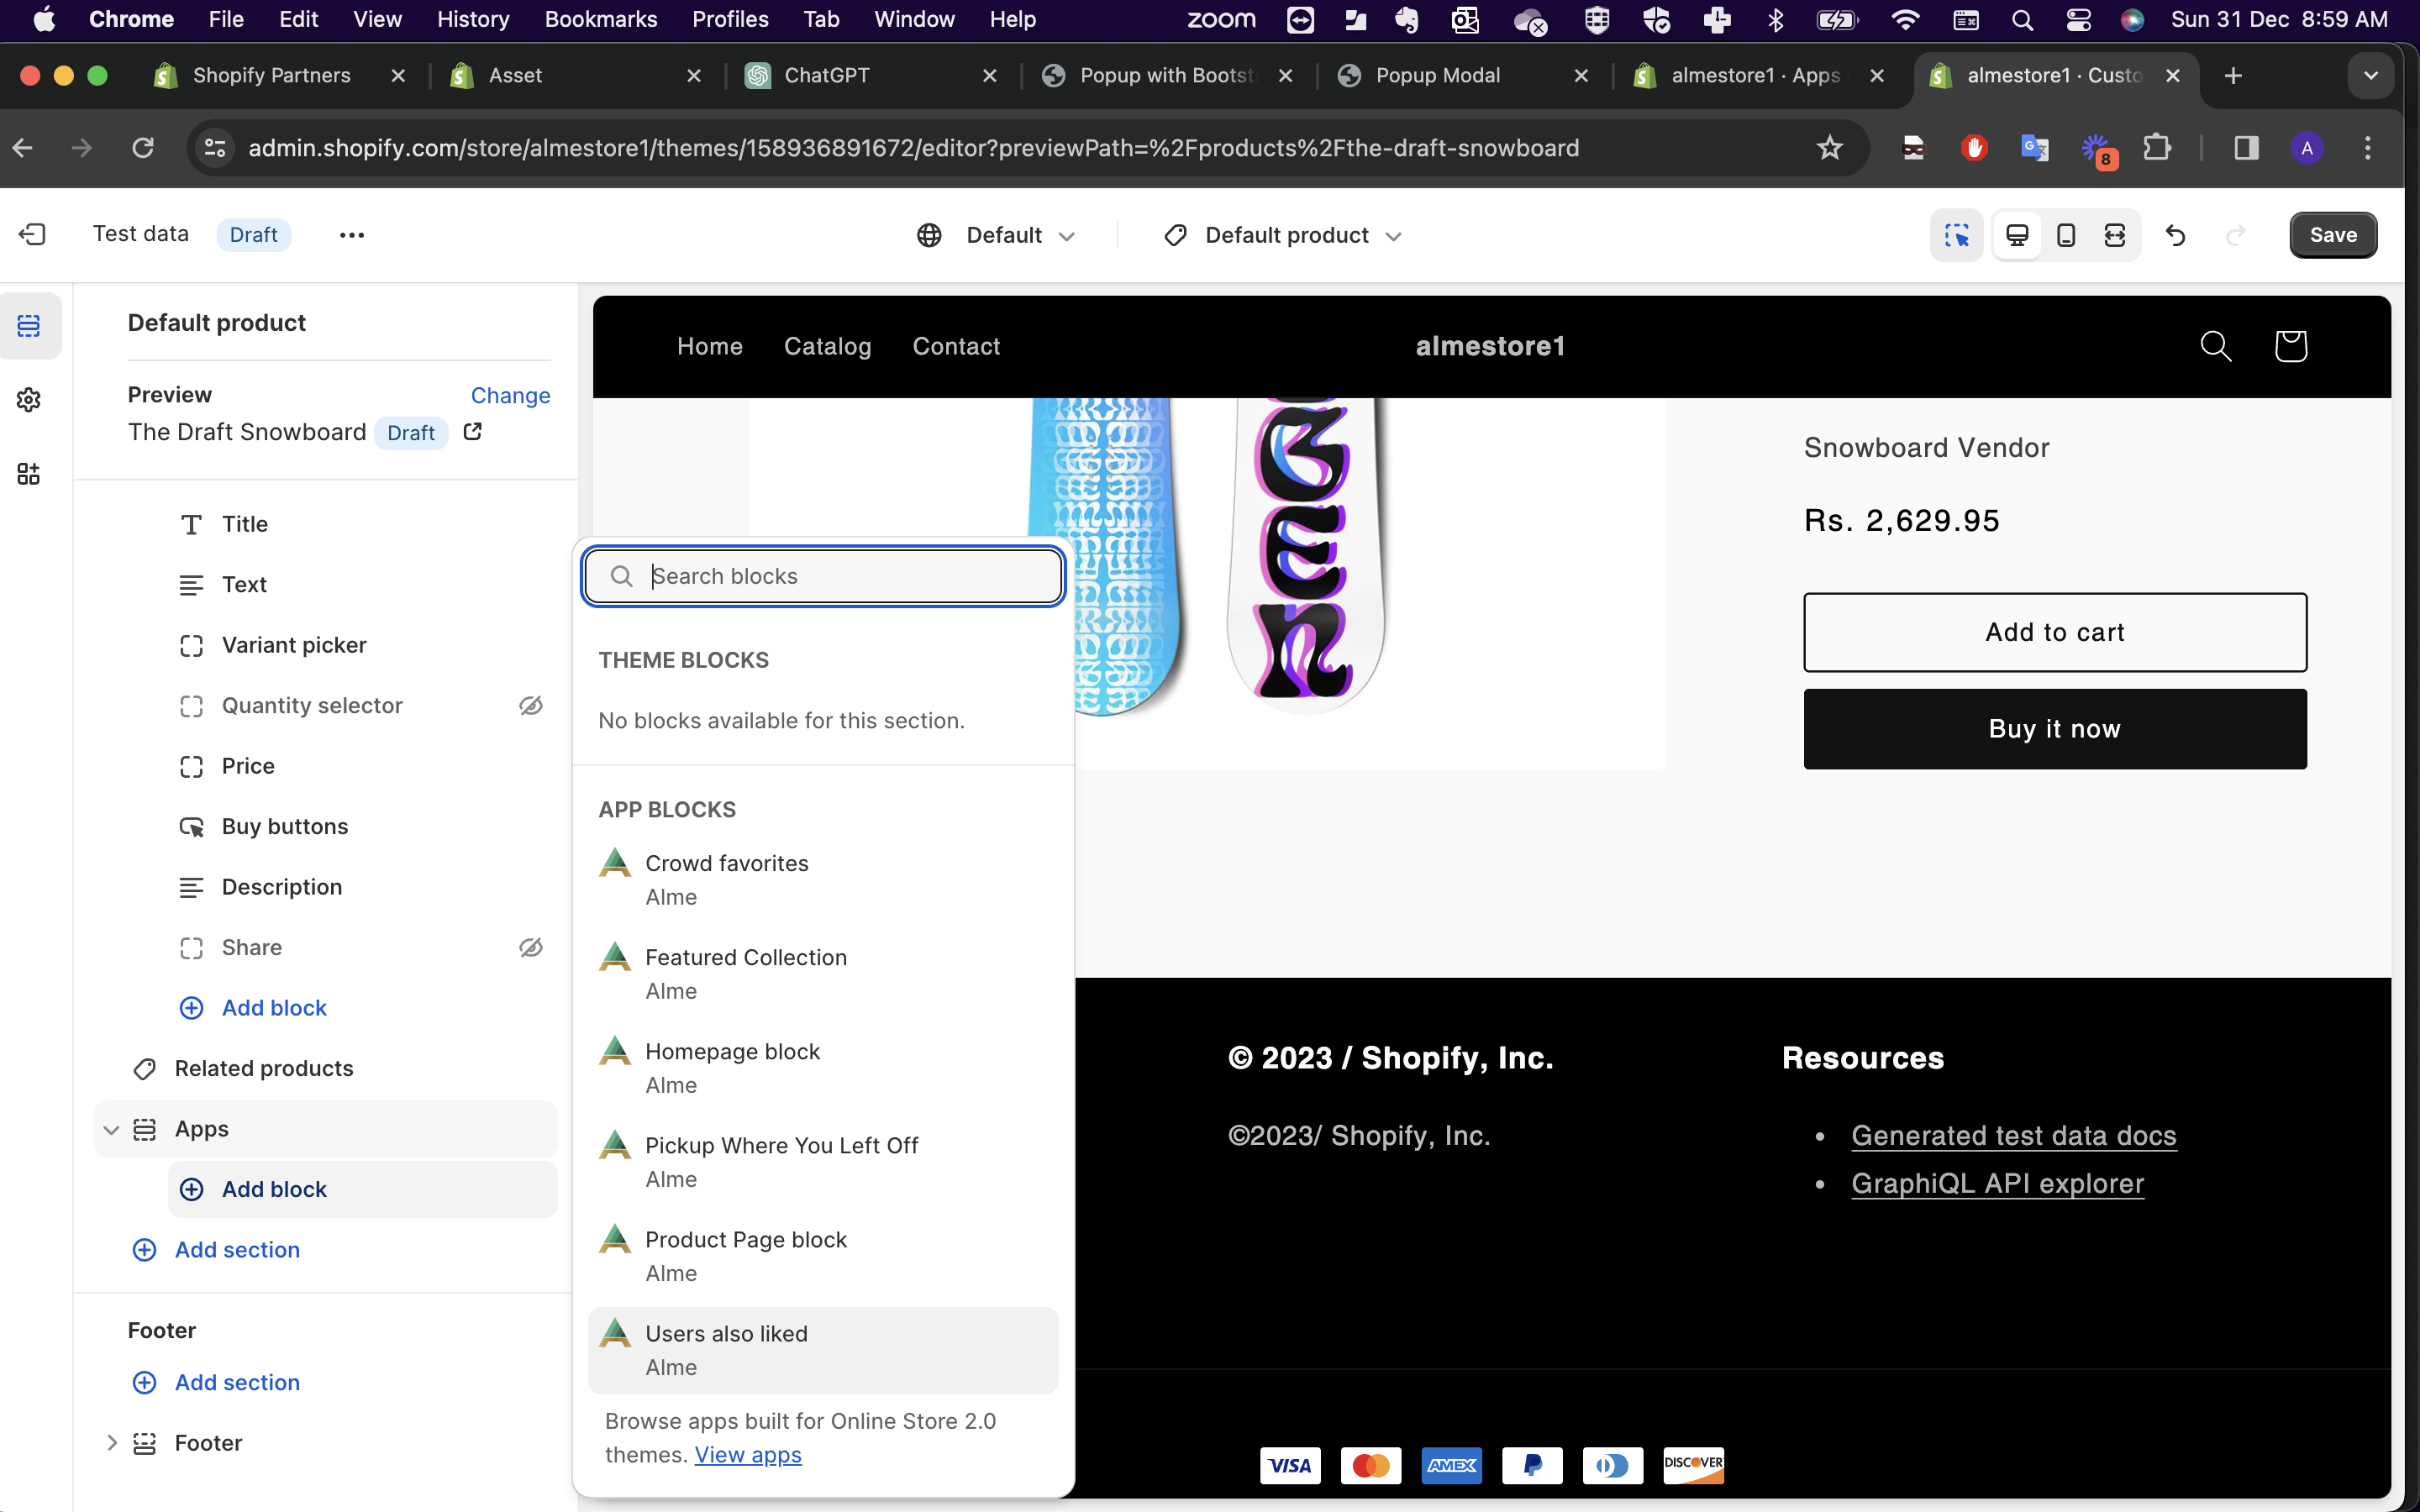 Chrome File Edit View History Bookmarks Profiles Tab Window Help zoom Sun 31 Dec 8:59 AM
Shopify Partners Asset ChatGPT Popup with Bootst Popup Modal almestore1 · Apps almestore1 · Custo
admin.shopify.com/store/almestore1/themes/158936891672/editor?previewPath=%2Fproducts%2Fthe-draft-snowboard 8 A
Test data Draft Default Default product Save
Default product
Preview Change
The Draft Snowboard Draft
Title
Text
Variant picker
Quantity selector
Price
Buy buttons
Description
Share
Add block
Related products
Apps
Add block
Add section
Footer
Add section
Footer
Search blocks
THEME BLOCKS
No blocks available for this section.
APP BLOCKS
Crowd favorites
Alme
Featured Collection
Alme
Homepage block
Alme
Pickup Where You Left Off
Alme
Product Page block
Alme
Users also liked
Alme
Browse apps built for Online Store 2.0
themes. View apps
Home Catalog Contact almestore1
Snowboard Vendor
Rs. 2,629.95
Add to cart
Buy it now
© 2023 / Shopify, Inc.
©2023/ Shopify, Inc.
Resources
Generated test data docs
GraphiQL API explorer
VISA AMEX DISCOVER